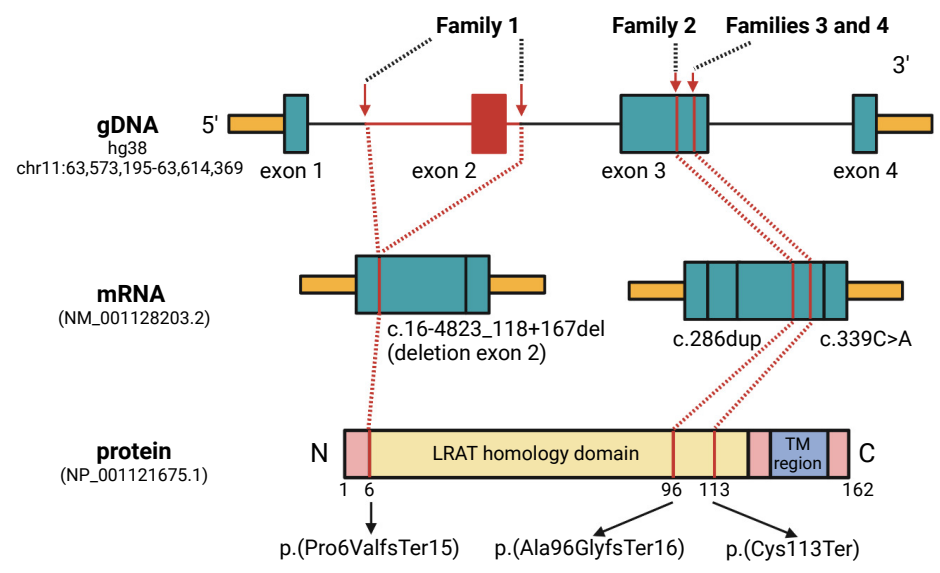 Family 1
Family 2
Families 3 and 4
3'
gDNA
5'
hg38
chr11:63,573,195-63,614,369
exon 1
exon 2
exon 3
exon 4
mRNA
(NM_001128203.2)
c.16-4823_118+167del
(deletion exon 2)
c.286dup
c.339C>A
protein
(NP_001121675.1)
N
LRAT homology domain
TM
region
C
1
6
96
113
162
p.(Pro6ValfsTer15)
p.(Ala96GlyfsTer16)
p.(Cys113Ter)